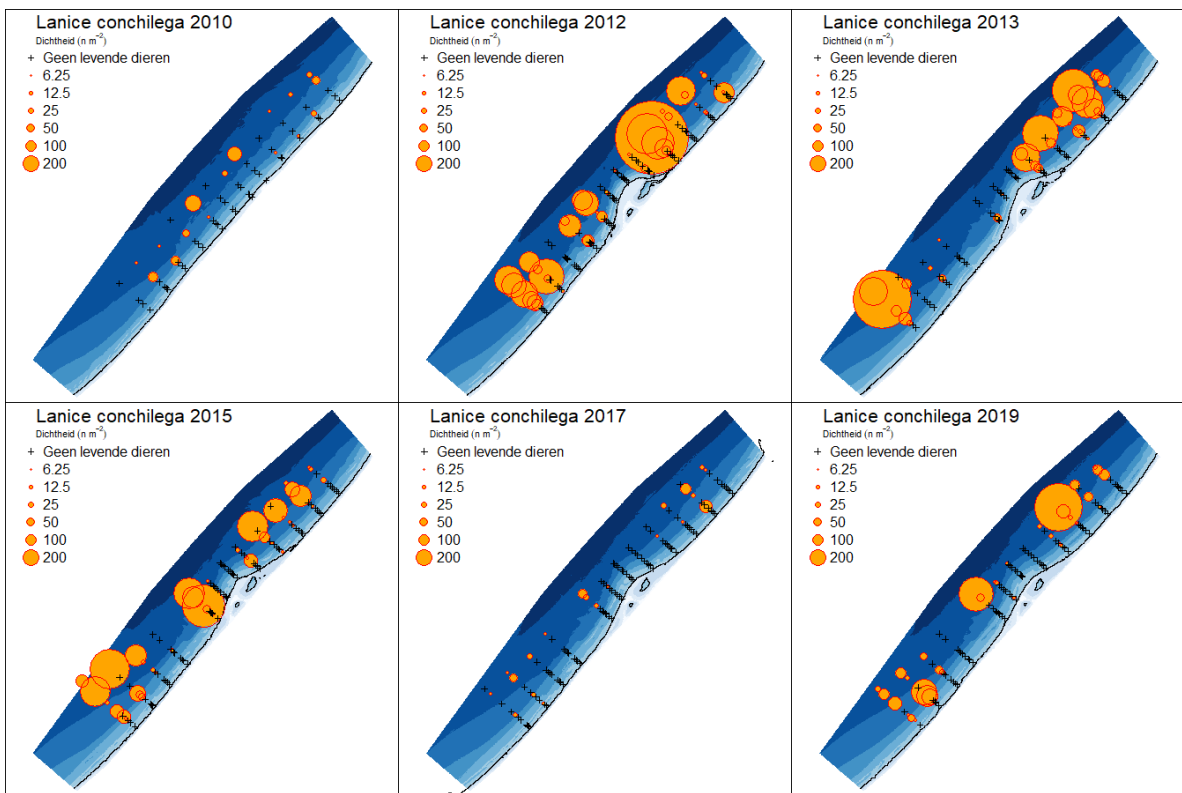 Lanice conchilega 2010
Dichtheid (n m⁻²)
Geen levende dieren
6.25
12.5
25
50
100
200
Lanice conchilega 2012
Dichtheid (n m⁻²)
Geen levende dieren
6.25
12.5
25
50
100
200
Lanice conchilega 2013
Dichtheid (n m⁻²)
Geen levende dieren
6.25
12.5
25
50
100
200
Lanice conchilega 2015
Dichtheid (n m⁻²)
Geen levende dieren
6.25
12.5
25
50
100
200
Lanice conchilega 2017
Dichtheid (n m⁻²)
Geen levende dieren
6.25
12.5
25
50
100
200
Lanice conchilega 2019
Dichtheid (n m⁻²)
Geen levende dieren
6.25
12.5
25
50
100
200